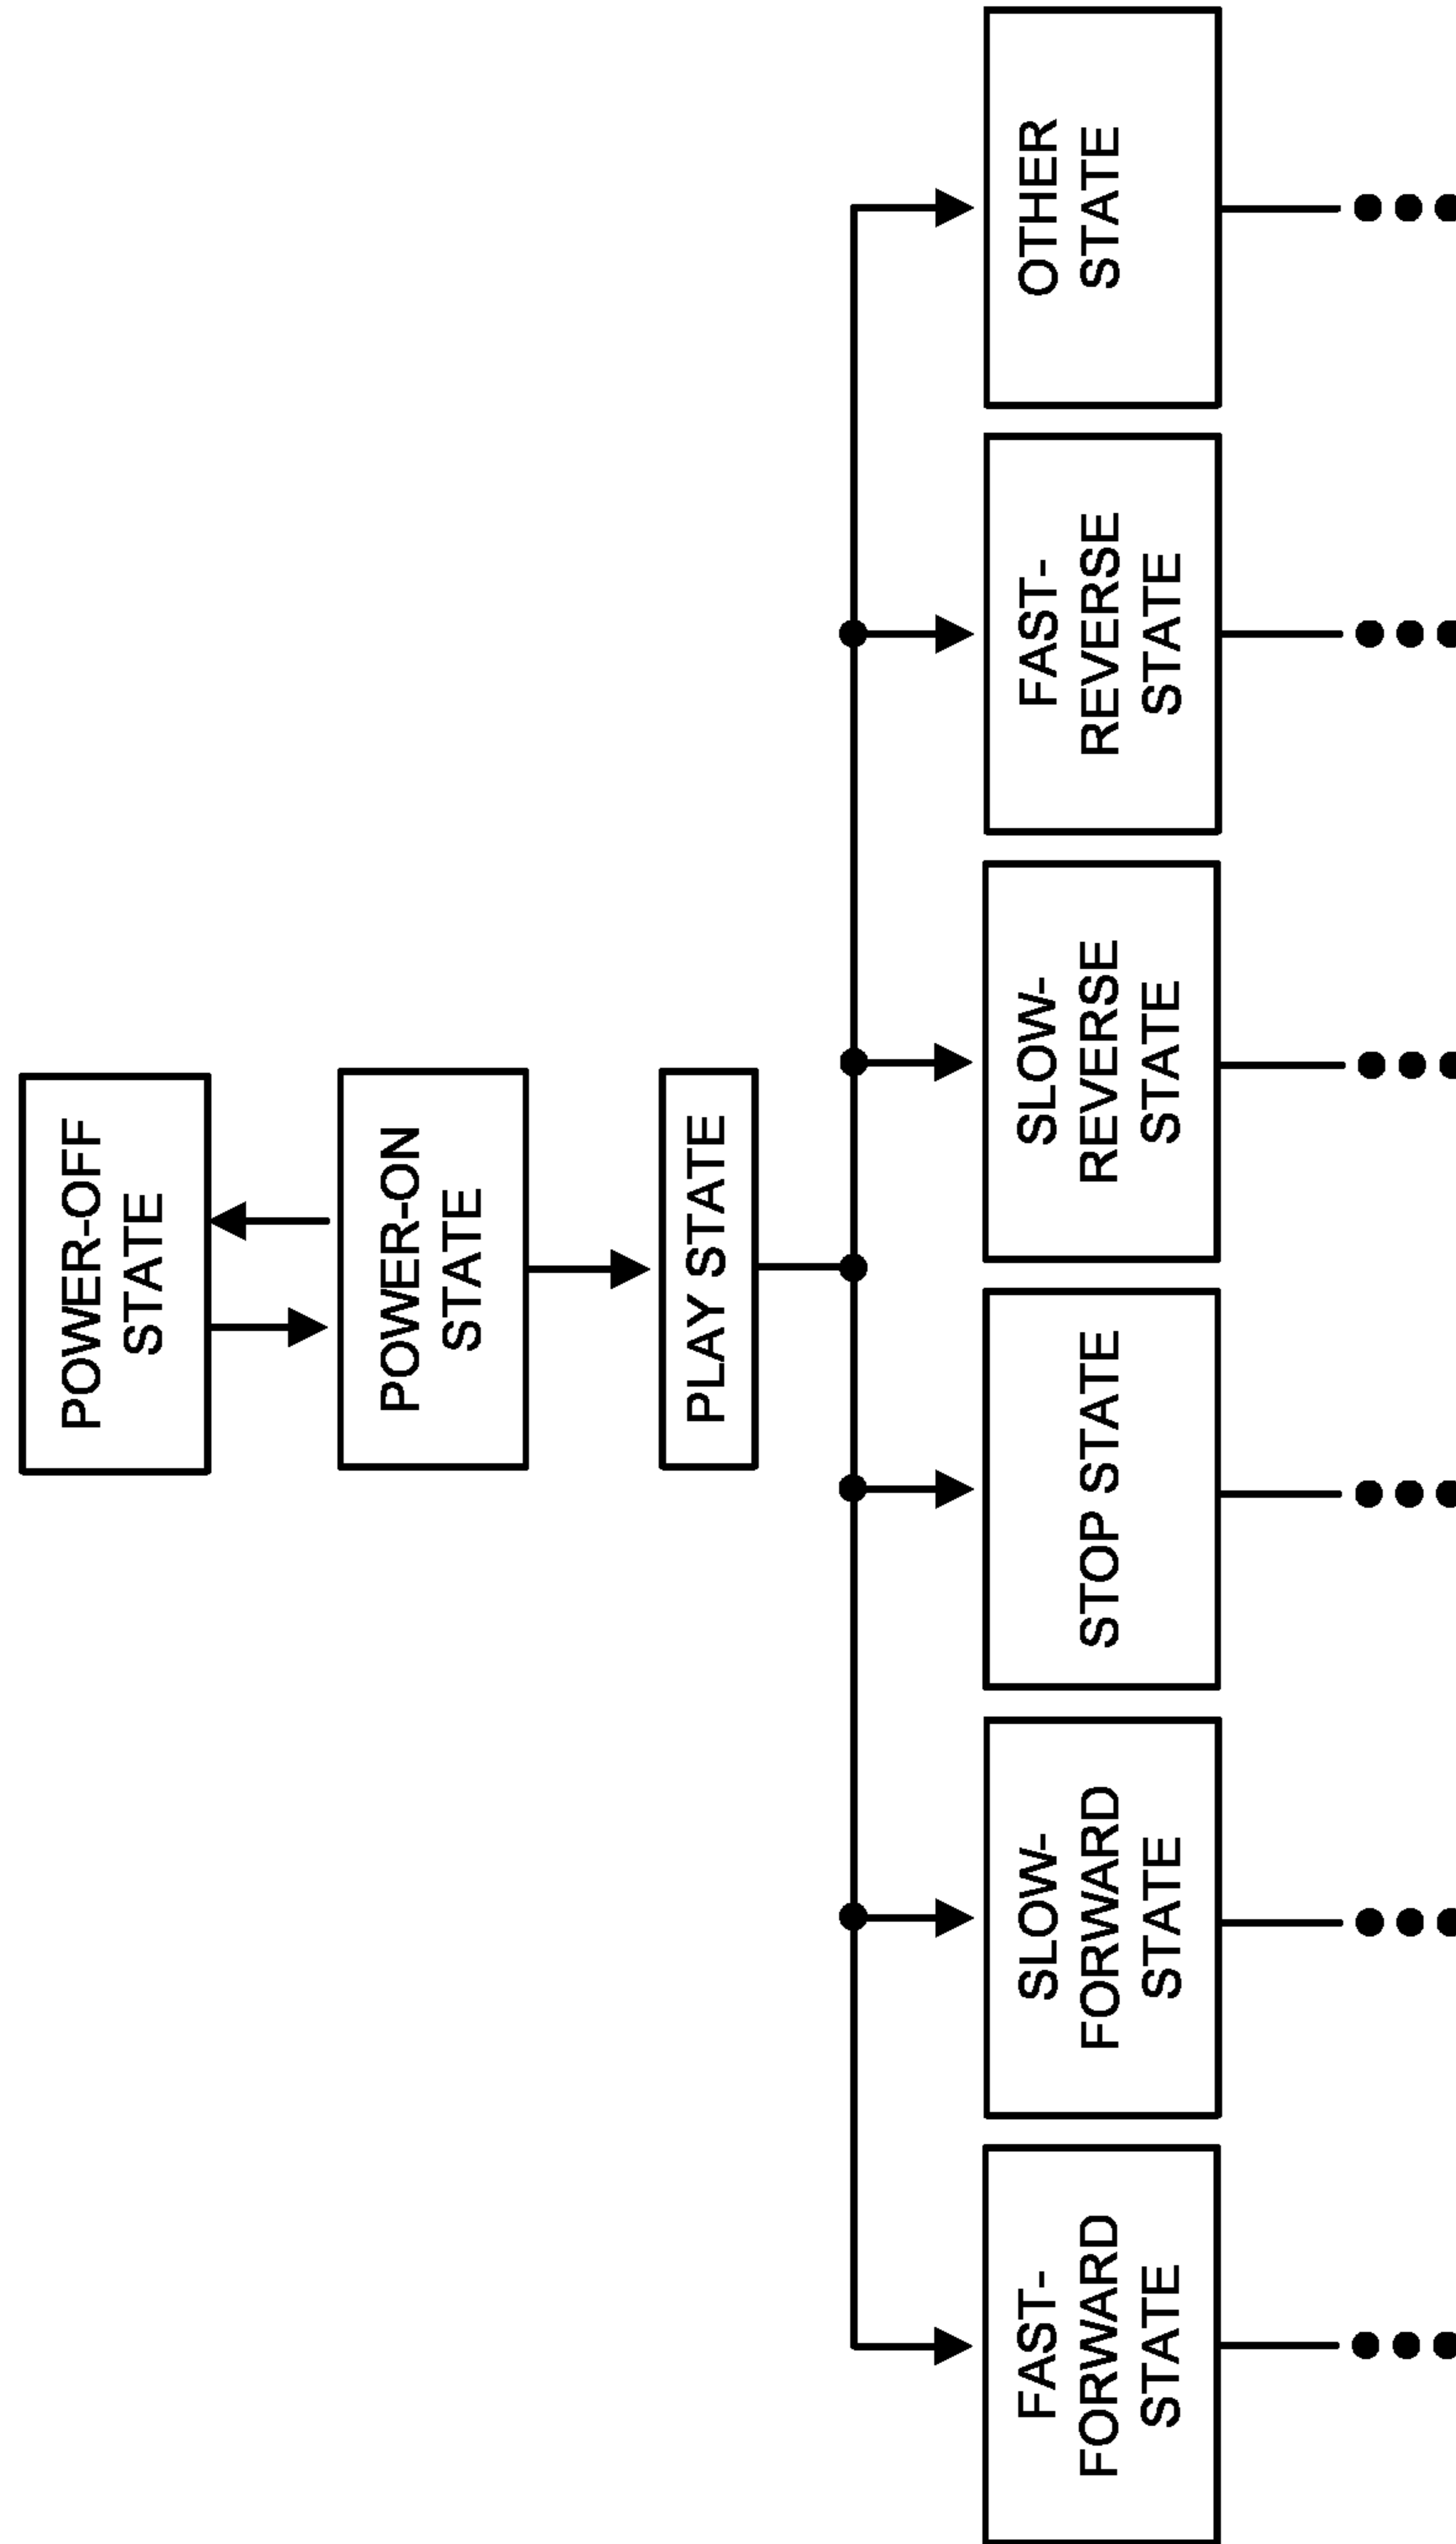 POWER-OFF
STATE
POWER-ON
STATE
PLAY STATE
FAST-
FORWARD
STATE
SLOW-
FORWARD
STATE
STOP STATE
SLOW-
REVERSE
STATE
FAST-
REVERSE
STATE
OTHER
STATE